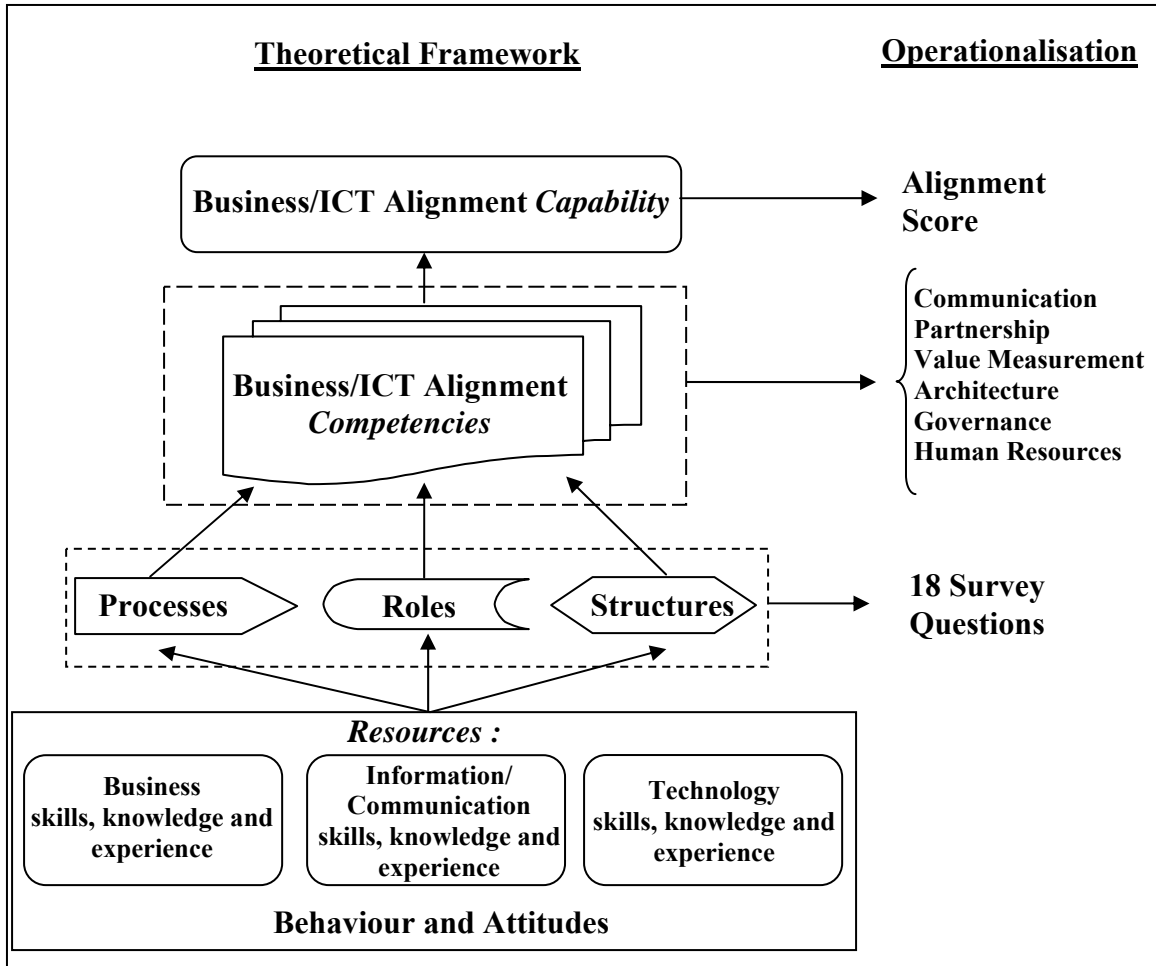 Theoretical Framework
Operationalisation
Business/ICT Alignment Capability
Alignment
Score
Business/ICT Alignment
Competencies
Communication
Partnership
Value Measurement
Architecture
Governance
Human Resources
Processes
Roles
Structures
18 Survey
Questions
Resources :
Business
skills, knowledge and
experience
Information/
Communication
skills, knowledge and
experience
Technology
skills, knowledge and
experience
Behaviour and Attitudes